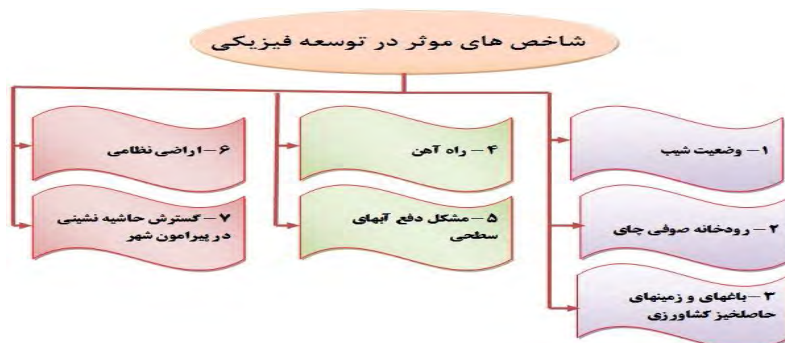 شاخص های موثر در توسعه فیزیکی
۱- وضعیت شیب
۲- رودخانه صوفی چای
۳- باغهای و زمینهای
حاصلخیز کشاورزی
۴- راه آهن
۵- مشکل دفع آبهای
سطحی
۶- اراضی نظامی
۷- گسترش حاشیه نشینی
در پیرامون شهر